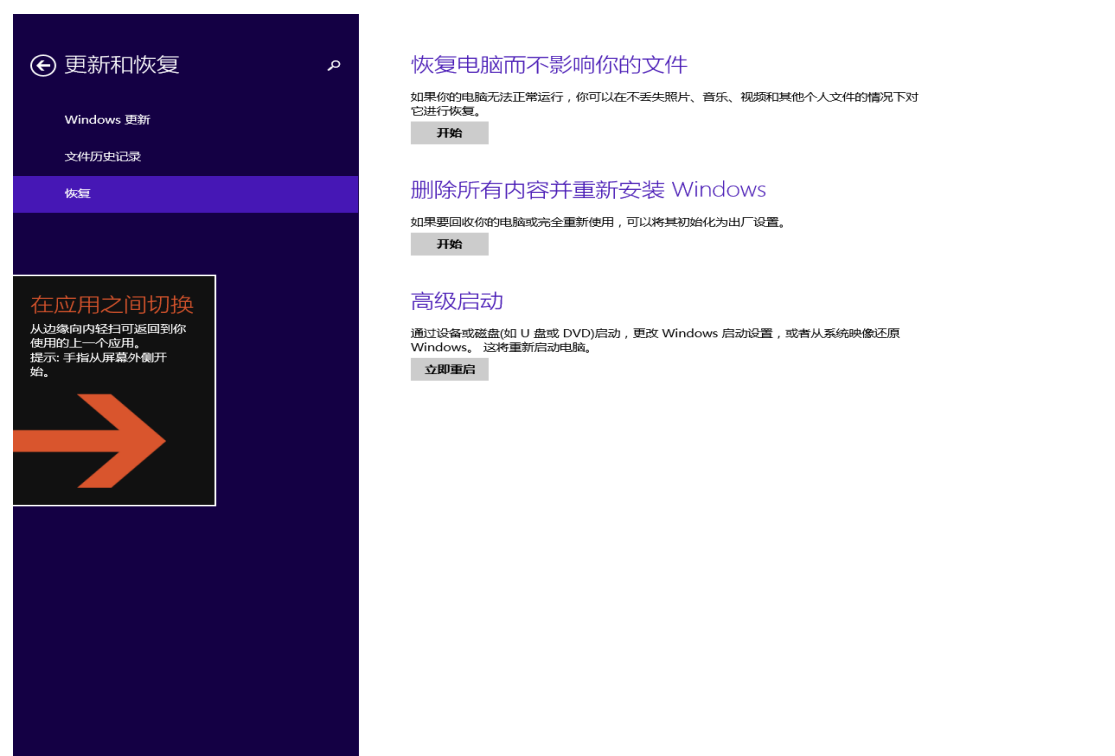 更新和恢复
Windows 更新
文件历史记录
恢复
在应用之间切换
从边缘向内轻扫可返回到你
使用的上一个应用。
提示: 手指从屏幕外侧开
始。
恢复电脑而不影响你的文件
如果你的电脑无法正常运行，你可以在不丢失照片、音乐、视频和其他个人文件的情况下对
它进行恢复。
开始
删除所有内容并重新安装 Windows
如果要回收你的电脑或完全重新使用，可以将其初始化为出厂设置。
开始
高级启动
通过设备或磁盘(如 U 盘或 DVD)启动，更改 Windows 启动设置，或者从系统映像还原
Windows。 这将重新启动电脑。
立即重启